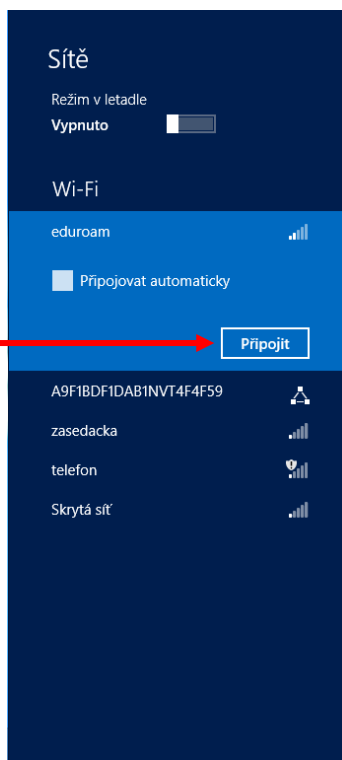 Sítě
Režim v letadle
Vypnuto
Wi-Fi
eduroam
Připojovat automaticky
Připojit
A9F1BDF1DAB1NVT4F4F59
zasedacka
telefon
Skrytá síť